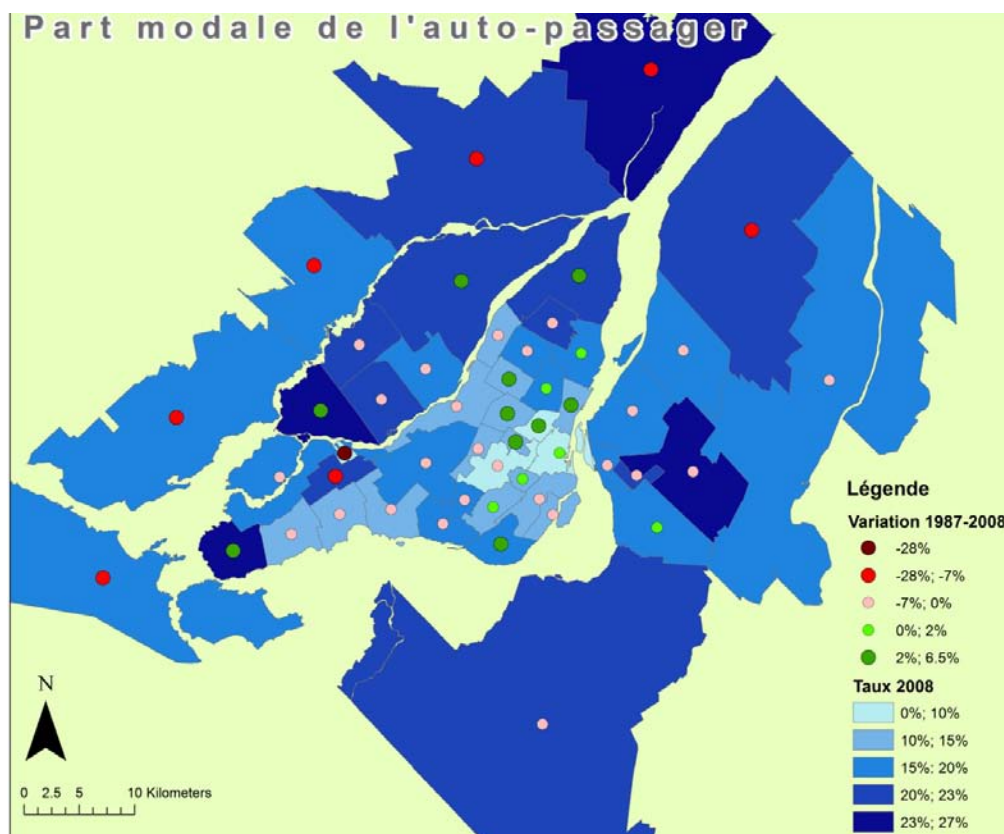 Part modale de l'auto-passager
Légende
Variation 1987-2008
-28%
-28%; -7%
-7%; 0%
0%; 2%
2%; 6.5%
Taux 2008
0%; 10%
10%; 15%
15%: 20%
20%; 23%
23%; 27%
N
0 2.5 5 10 Kilometers